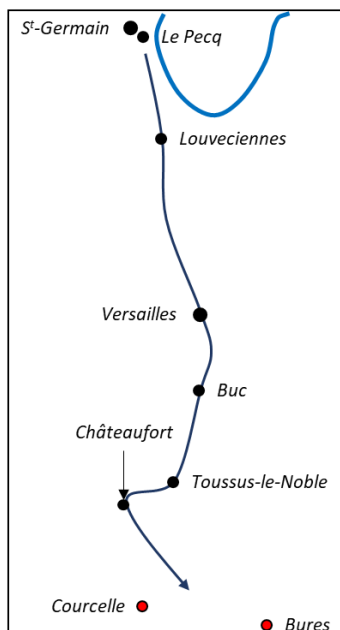 Sᵗ-Germain
Le Pecq
Louveciennes
Versailles
Buc
Châteaufort
Toussus-le-Noble
Courcelle
Bures